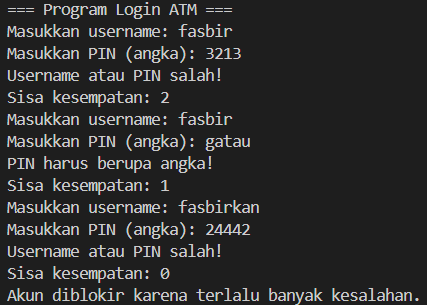 === Program Login ATM ===
Masukkan username: fasbir
Masukkan PIN (angka): 3213
Username atau PIN salah!
Sisa kesempatan: 2
Masukkan username: fasbir
Masukkan PIN (angka): gatau
PIN harus berupa angka!
Sisa kesempatan: 1
Masukkan username: fasbirkan
Masukkan PIN (angka): 24442
Username atau PIN salah!
Sisa kesempatan: 0
Akun diblokir karena terlalu banyak kesalahan.